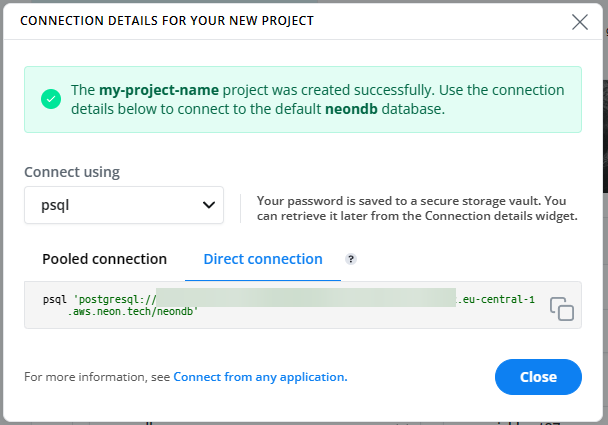 CONNECTION DETAILS FOR YOUR NEW PROJECT
The my-project-name project was created successfully. Use the connection
details below to connect to the default neondb database.
Connect using
psql
Your password is saved to a secure storage vault. You
can retrieve it later from the Connection details widget.
Pooled connection
Direct connection
?
psql 'postgresql:// .eu-central-1
.aws.neon.tech/neondb'
For more information, see Connect from any application.
Close